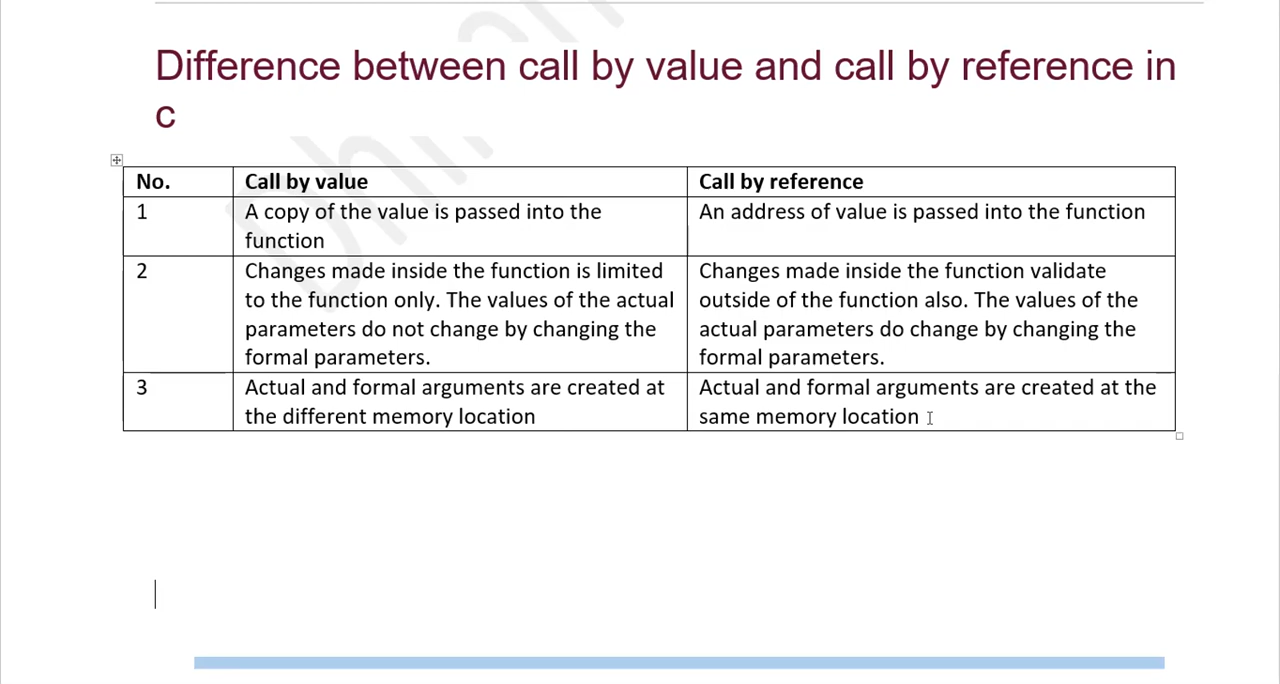 Difference between call by value and call by reference in
c
No. Call by value Call by reference
1 A copy of the value is passed into the An address of value is passed into the function
function
2 Changes made inside the function is limited Changes made inside the function validate
to the function only. The values of the actual outside of the function also. The values of the
parameters do not change by changing the actual parameters do change by changing the
formal parameters. formal parameters.
3 Actual and formal arguments are created at Actual and formal arguments are created at the
the different memory location same memory location